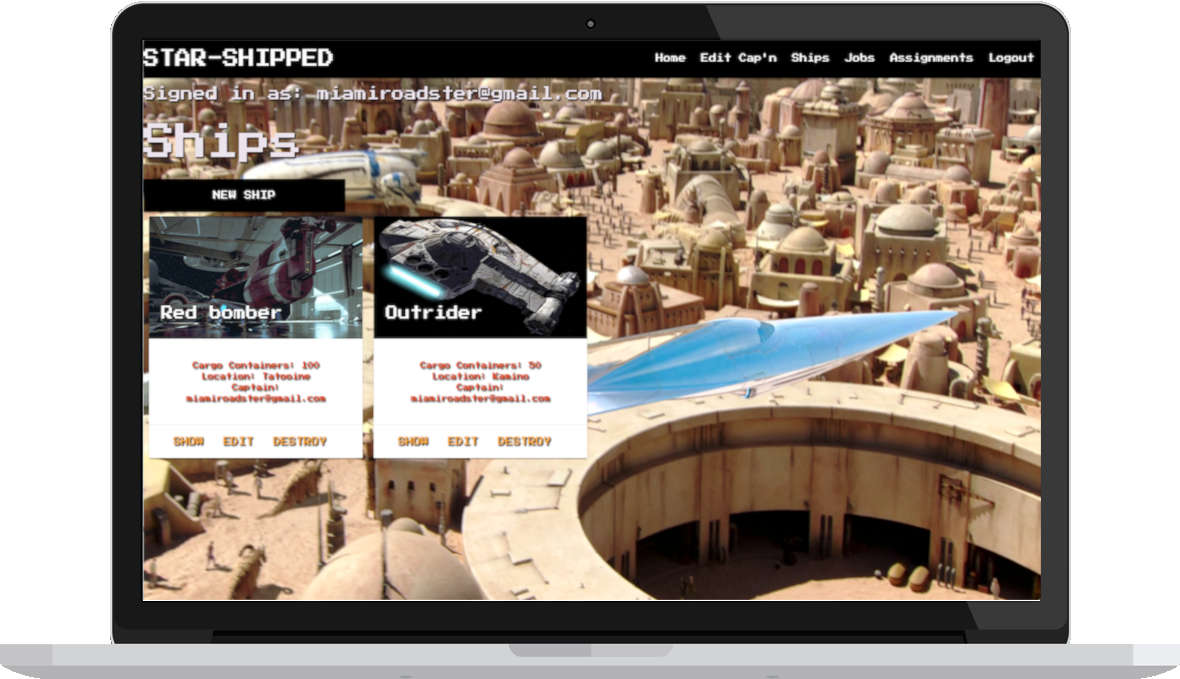 STAR-SHIPPED
Home Edit Cap'n Ships Jobs Assignments Logout
Signed in as: miamiroadster@gmail.com
Ships
NEW SHIP
Red bomber
Cargo Containers: 100
Location: Tatooine
Captain:
miamiroadster@gmail.com
SHOW EDIT DESTROY
Outrider
Cargo Containers: 50
Location: Kamino
Captain:
miamiroadster@gmail.com
SHOW EDIT DESTROY